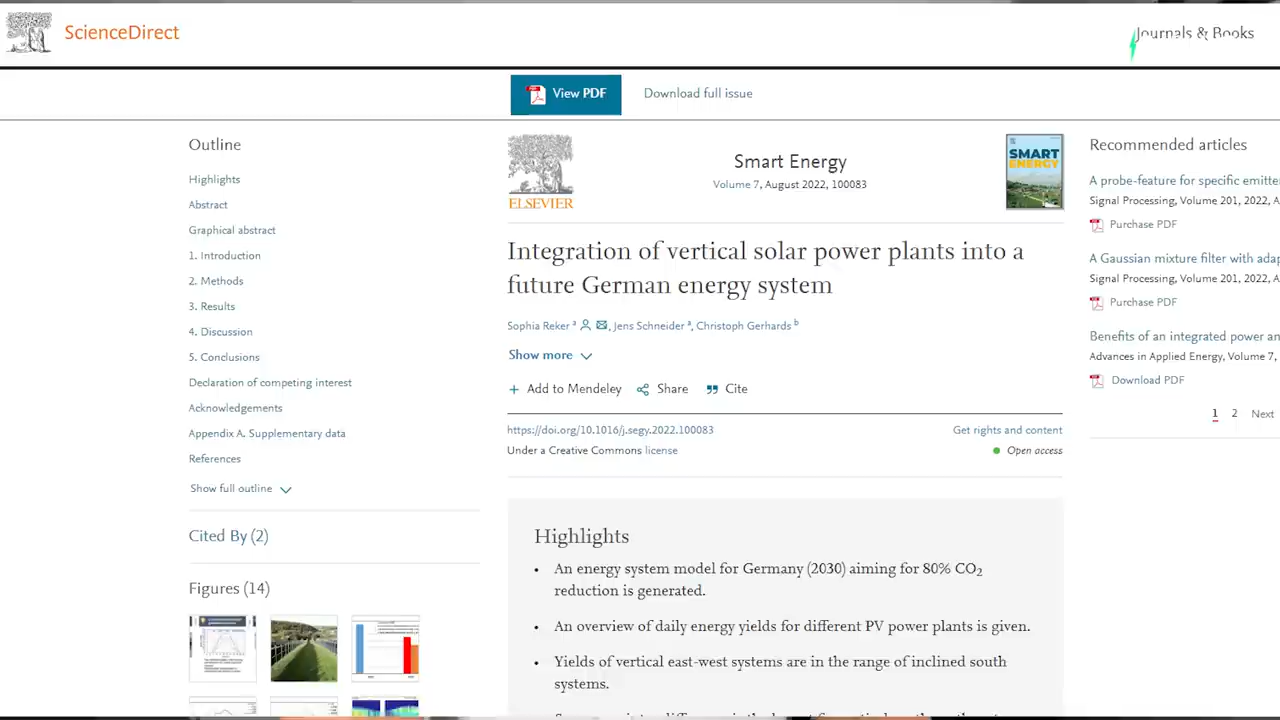 ScienceDirect
Journals & Books
View PDF
Download full issue
Outline
Highlights
Abstract
Graphical abstract
1. Introduction
2. Methods
3. Results
4. Discussion
5. Conclusions
Declaration of competing interest
Acknowledgements
Appendix A. Supplementary data
References
Show full outline
Cited By (2)
Figures (14)
ELSEVIER
Smart Energy
Volume 7, August 2022, 100083
SMART
ENERGY
Integration of vertical solar power plants into a
future German energy system
Sophia Reker a, Jens Schneider a, Christoph Gerhards b
Show more
+ Add to Mendeley Share Cite
https://doi.org/10.1016/j.segy.2022.100083
Get rights and content
Under a Creative Commons license
Open access
Highlights
• An energy system model for Germany (2030) aiming for 80% CO2
reduction is generated.
• An overview of daily energy yields for different PV power plants is given.
• Yields of vertical east-west systems are in the range of inclined south
systems.
Recommended articles
A probe-feature for specific emitte
Signal Processing, Volume 201, 2022, A
Purchase PDF
A Gaussian mixture filter with adap
Signal Processing, Volume 201, 2022, A
Purchase PDF
Benefits of an integrated power an
Advances in Applied Energy, Volume 7,
Download PDF
1 2 Next